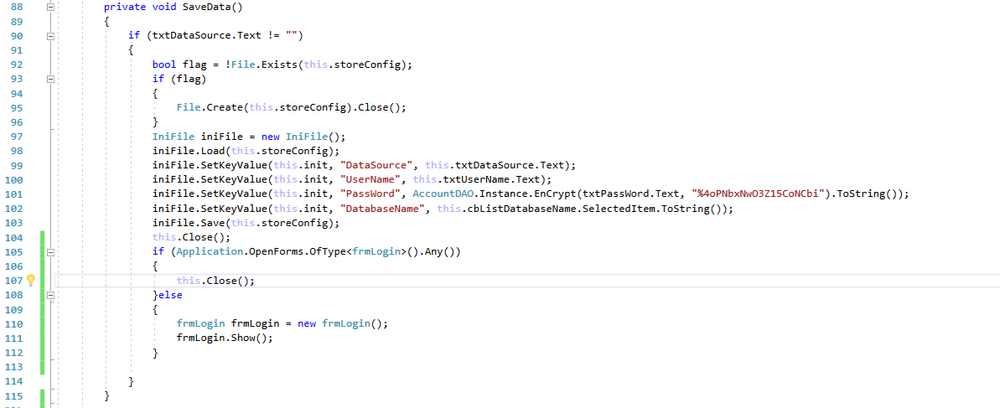 88 private void SaveData()
89 {
90 if (txtDataSource.Text != "")
91 {
92 bool flag = !File.Exists(this.storeConfig);
93 if (flag)
94 {
95 File.Create(this.storeConfig).Close();
96 }
97 IniFile iniFile = new IniFile();
98 iniFile.Load(this.storeConfig);
99 iniFile.SetKeyValue(this.init, "DataSource", this.txtDataSource.Text);
100 iniFile.SetKeyValue(this.init, "UserName", this.txtUserName.Text);
101 iniFile.SetKeyValue(this.init, "PassWord", AccountDAO.Instance.EnCrypt(txtPassWord.Text, "%4oPNbxNwO3Z15CoNCbi").ToString());
102 iniFile.SetKeyValue(this.init, "DatabaseName", this.cbListDatabaseName.SelectedItem.ToString());
103 iniFile.Save(this.storeConfig);
104 this.Close();
105 if (Application.OpenForms.OfType<frmLogin>().Any())
106 {
107 this.Close();
108 }else
109 {
110 frmLogin frmLogin = new frmLogin();
111 frmLogin.Show();
112 }
113
114 }
115 }